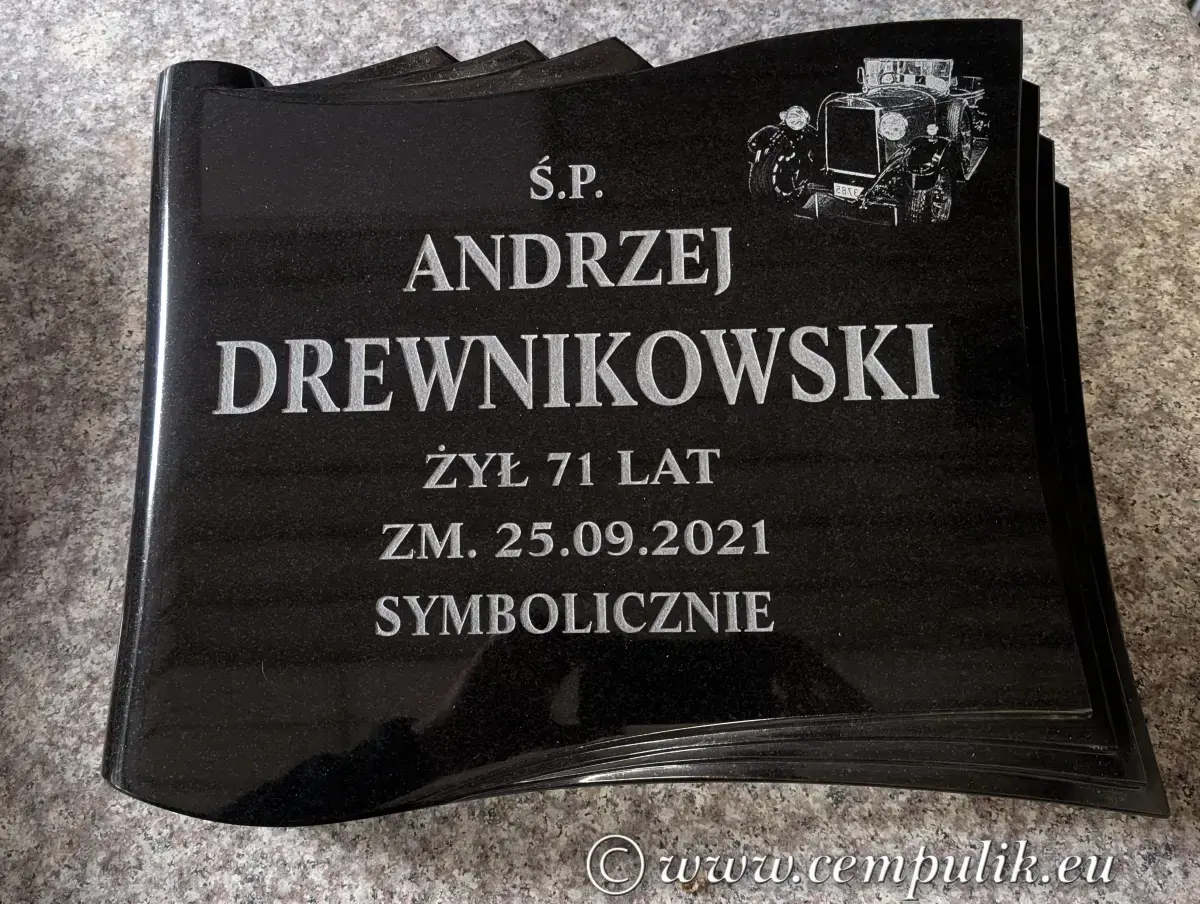 Ś.P.
ANDRZEJ
DREWNIKOWSKI
ŻYŁ 71 LAT
ZM. 25.09.2021
SYMBOLICZNIE
© www.cempulik.eu